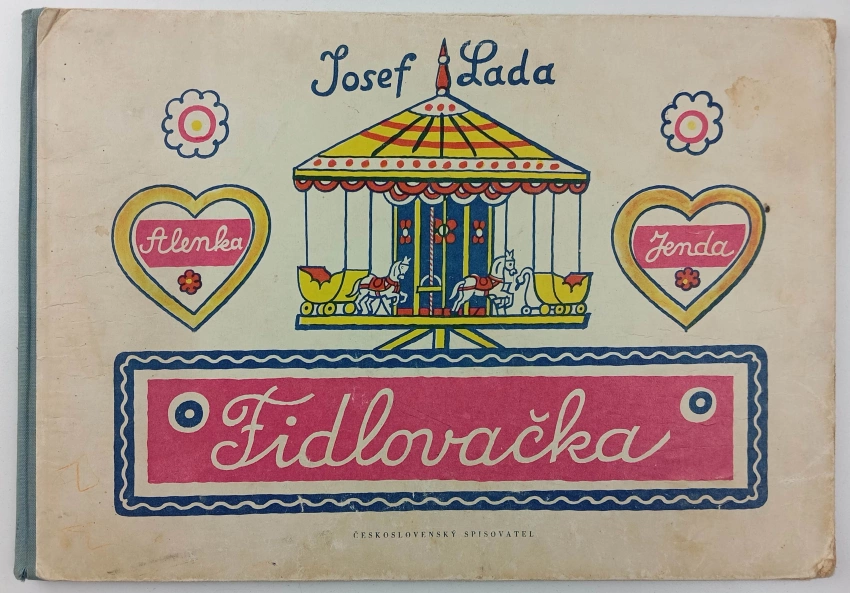 Josef Lada
Alenka
Jenda
Fidlovačka
ČESKOSLOVENSKÝ SPISOVATEL